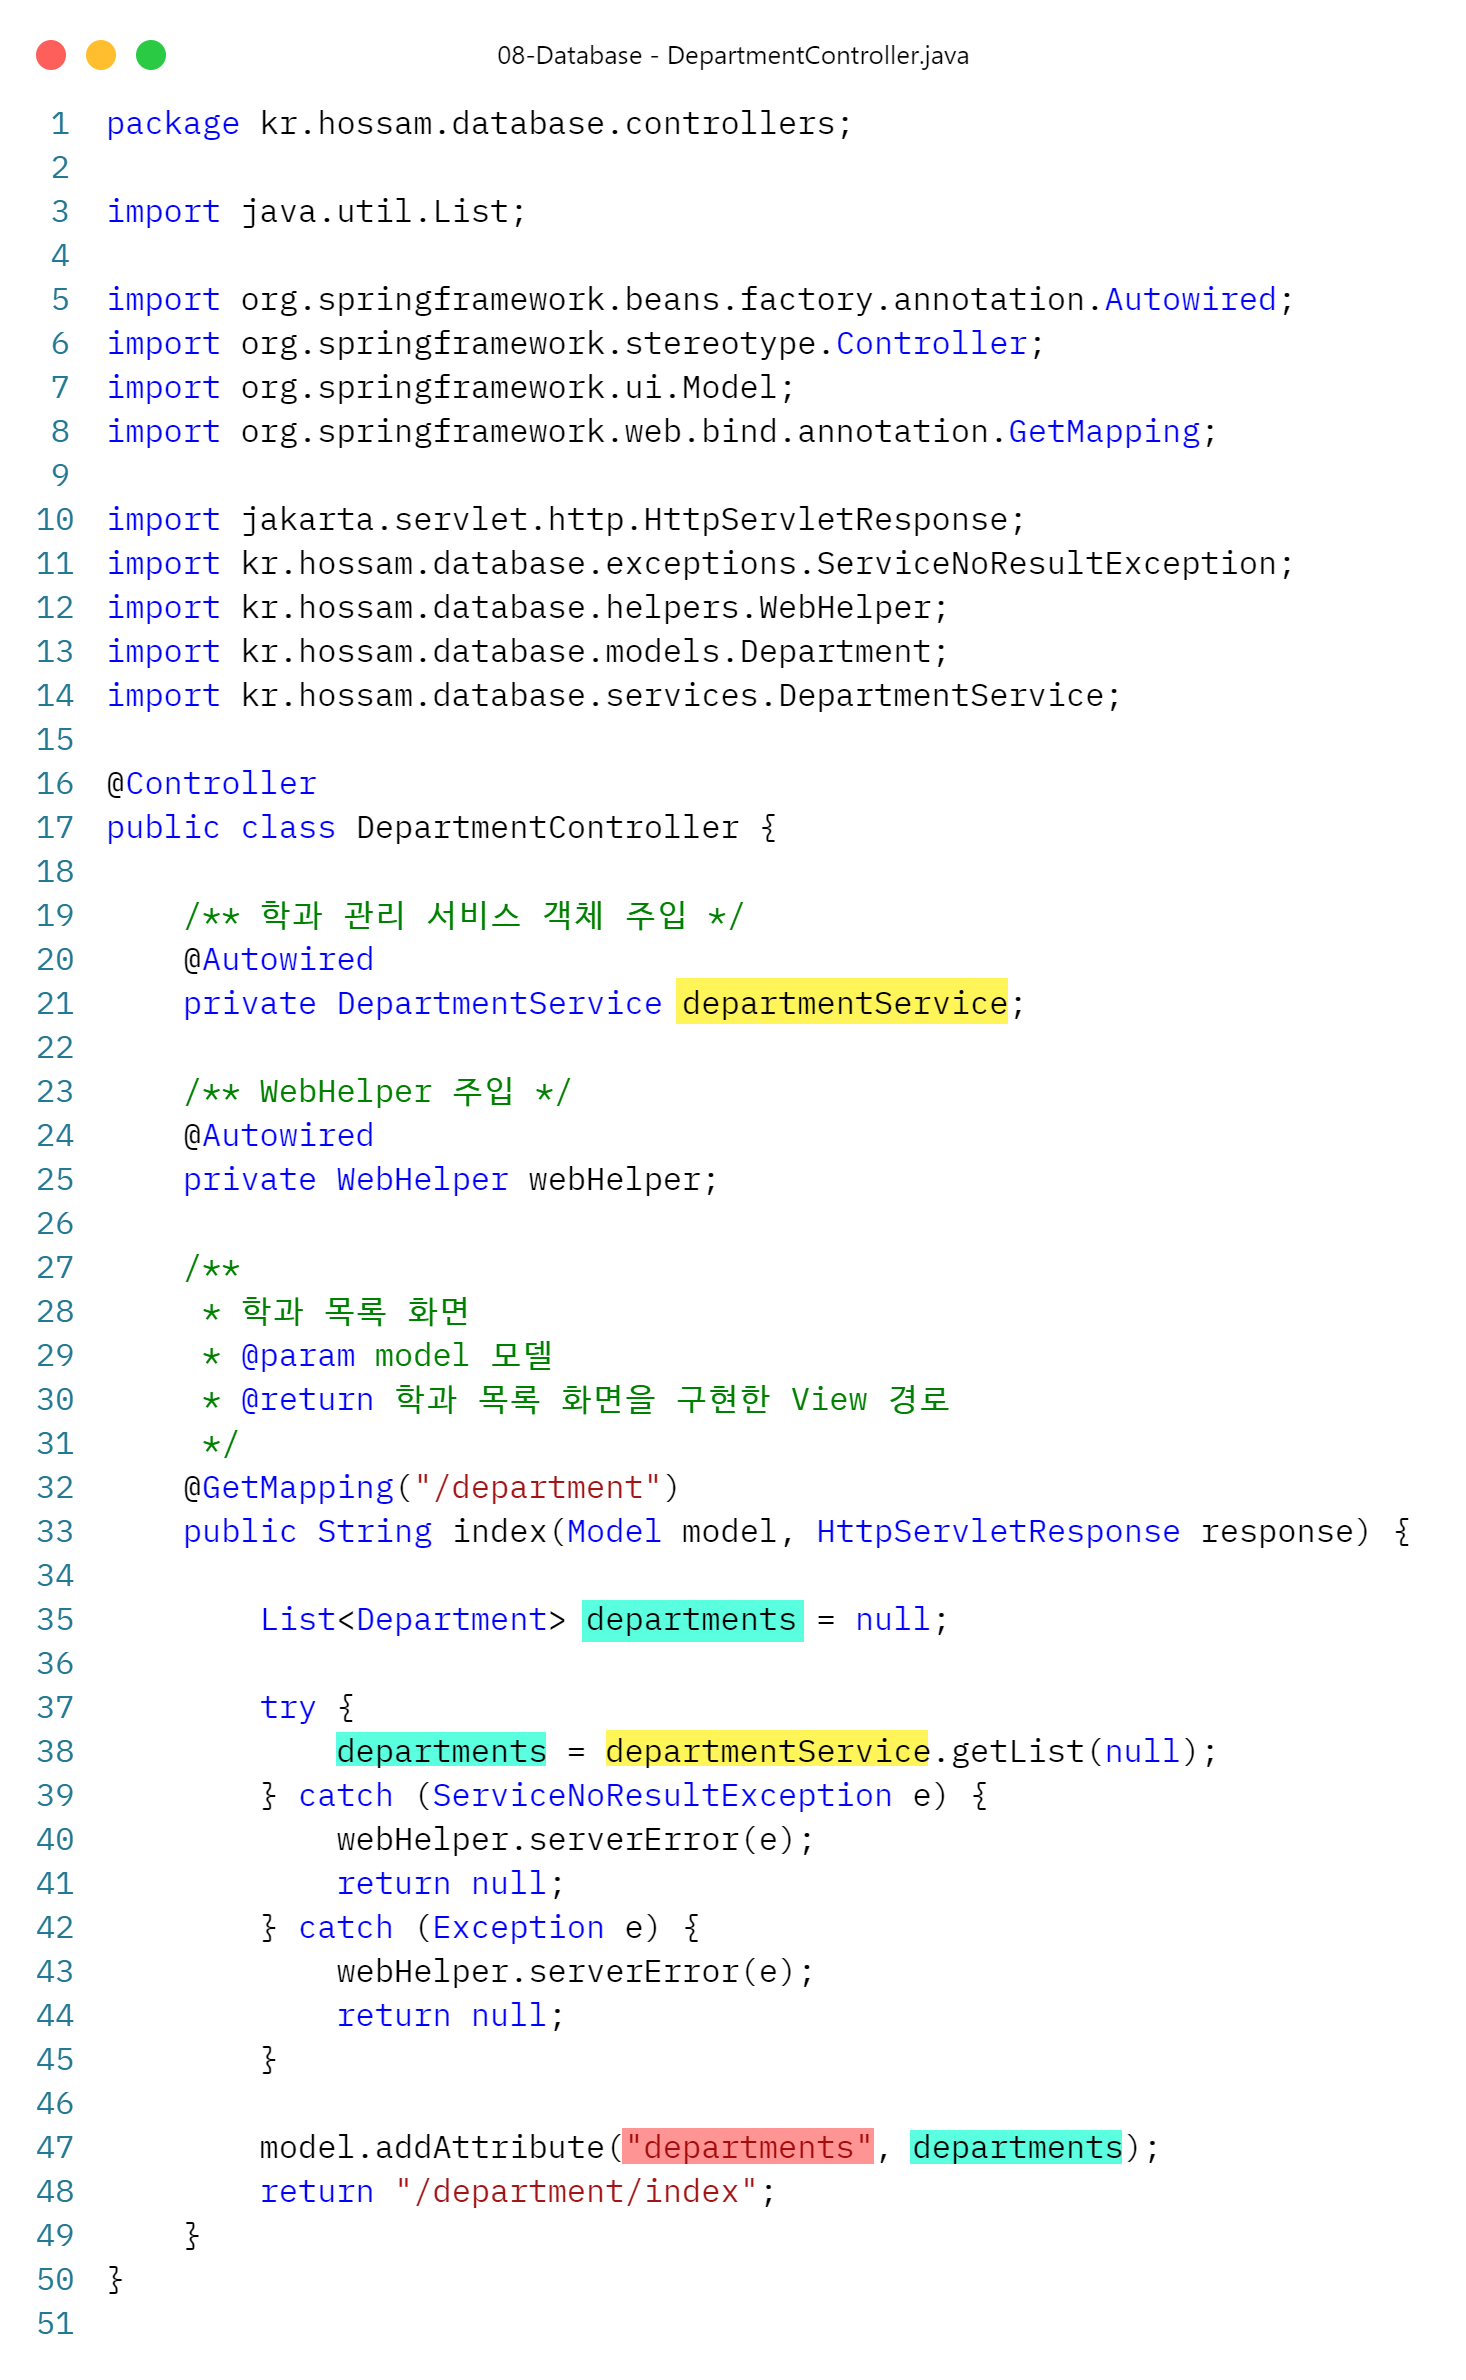 08-Database - DepartmentController.java
1 package kr.hossam.database.controllers;
2
3 import java.util.List;
4
5 import org.springframework.beans.factory.annotation.Autowired;
6 import org.springframework.stereotype.Controller;
7 import org.springframework.ui.Model;
8 import org.springframework.web.bind.annotation.GetMapping;
9
10 import jakarta.servlet.http.HttpServletResponse;
11 import kr.hossam.database.exceptions.ServiceNoResultException;
12 import kr.hossam.database.helpers.WebHelper;
13 import kr.hossam.database.models.Department;
14 import kr.hossam.database.services.DepartmentService;
15
16 @Controller
17 public class DepartmentController {
18
19     /** 학과 관리 서비스 객체 주입 */
20     @Autowired
21     private DepartmentService departmentService;
22
23     /** WebHelper 주입 */
24     @Autowired
25     private WebHelper webHelper;
26
27     /**
28      * 학과 목록 화면
29      * @param model 모델
30      * @return 학과 목록 화면을 구현한 View 경로
31      */
32     @GetMapping("/department")
33     public String index(Model model, HttpServletResponse response) {
34
35         List<Department> departments = null;
36
37         try {
38             departments = departmentService.getList(null);
39         } catch (ServiceNoResultException e) {
40             webHelper.serverError(e);
41             return null;
42         } catch (Exception e) {
43             webHelper.serverError(e);
44             return null;
45         }
46
47         model.addAttribute("departments", departments);
48         return "/department/index";
49     }
50 }
51